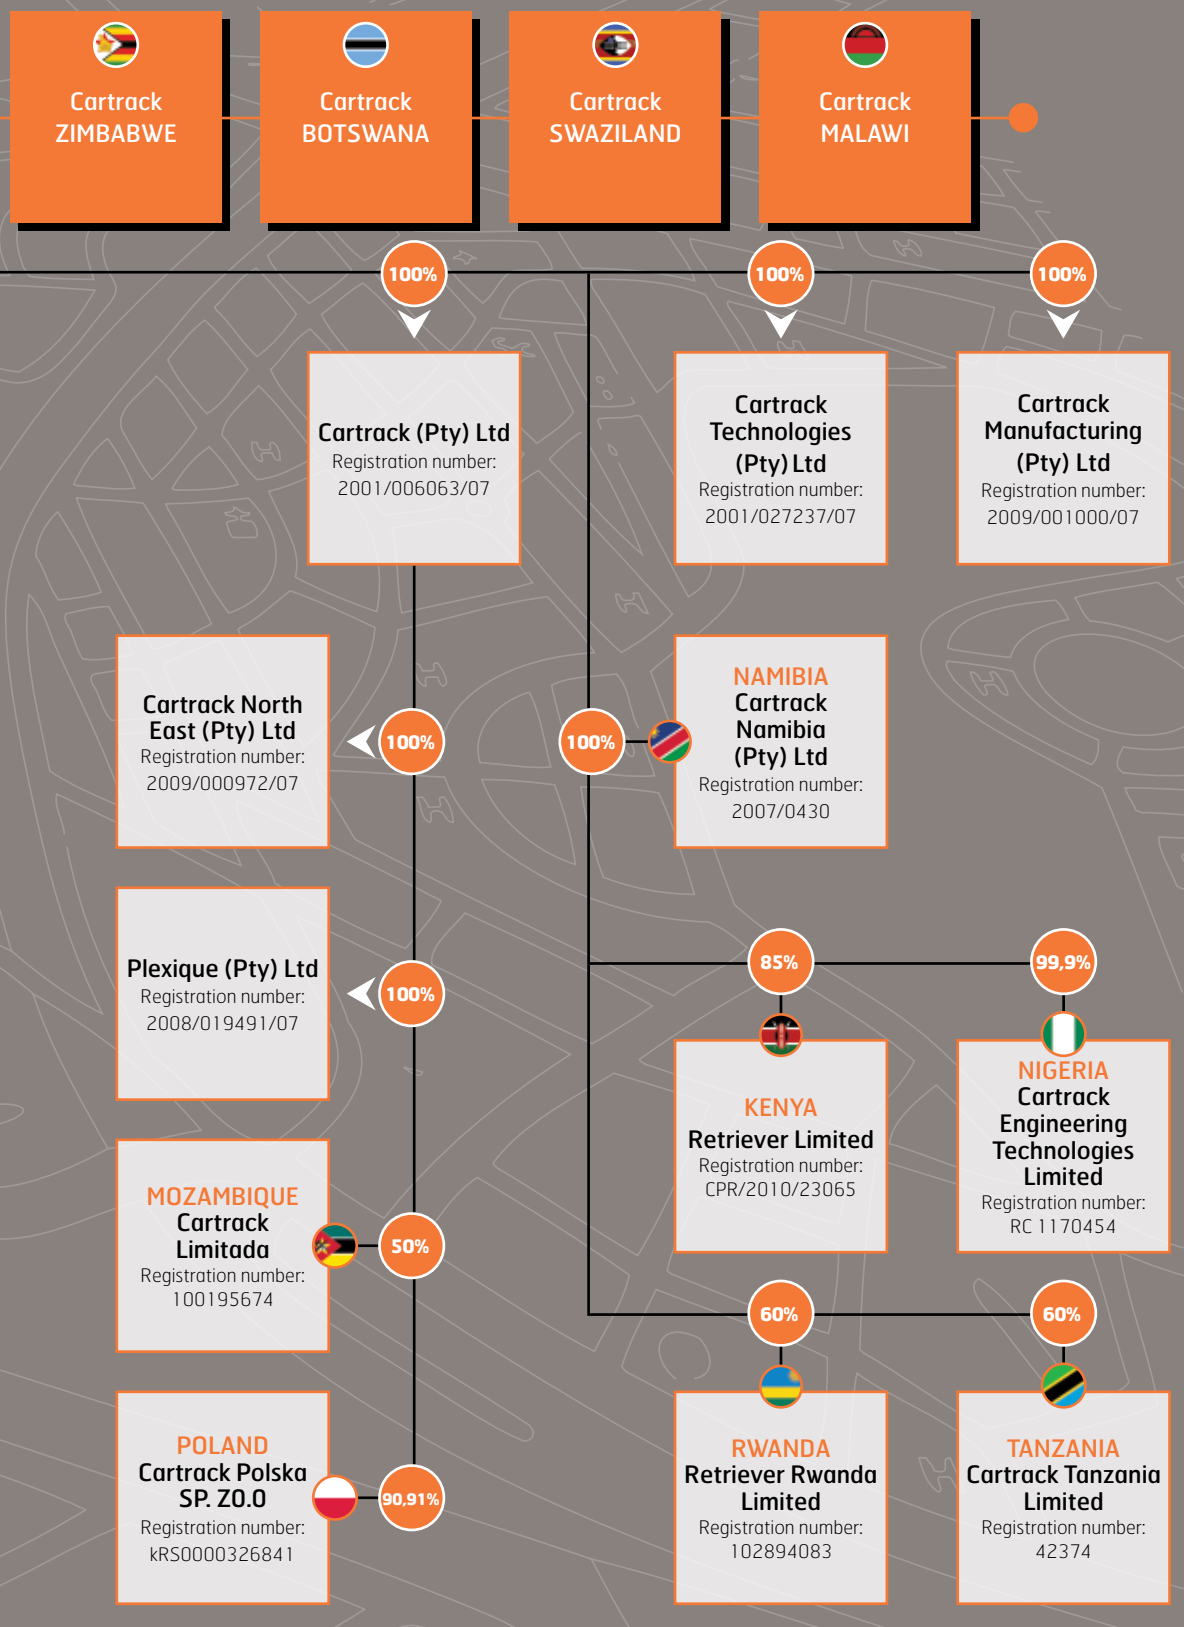 Cartrack
ZIMBABWE
Cartrack
BOTSWANA
Cartrack
SWAZILAND
Cartrack
MALAWI
100%
100%
100%
Cartrack (Pty) Ltd
Registration number:
2001/006063/07
Cartrack
Technologies
(Pty) Ltd
Registration number:
2001/027237/07
Cartrack
Manufacturing
(Pty) Ltd
Registration number:
2009/001000/07
Cartrack North
East (Pty) Ltd
Registration number:
2009/000972/07
100%
100%
NAMIBIA
Cartrack
Namibia
(Pty) Ltd
Registration number:
2007/0430
Plexique (Pty) Ltd
Registration number:
2008/019491/07
100%
85%
99,9%
KENYA
Retriever Limited
Registration number:
CPR/2010/23065
NIGERIA
Cartrack
Engineering
Technologies
Limited
Registration number:
RC 1170454
MOZAMBIQUE
Cartrack
Limitada
Registration number:
100195674
50%
60%
60%
POLAND
Cartrack Polska
SP. ZO.O
Registration number:
kRS0000326841
90,91%
RWANDA
Retriever Rwanda
Limited
Registration number:
102894083
TANZANIA
Cartrack Tanzania
Limited
Registration number:
42374